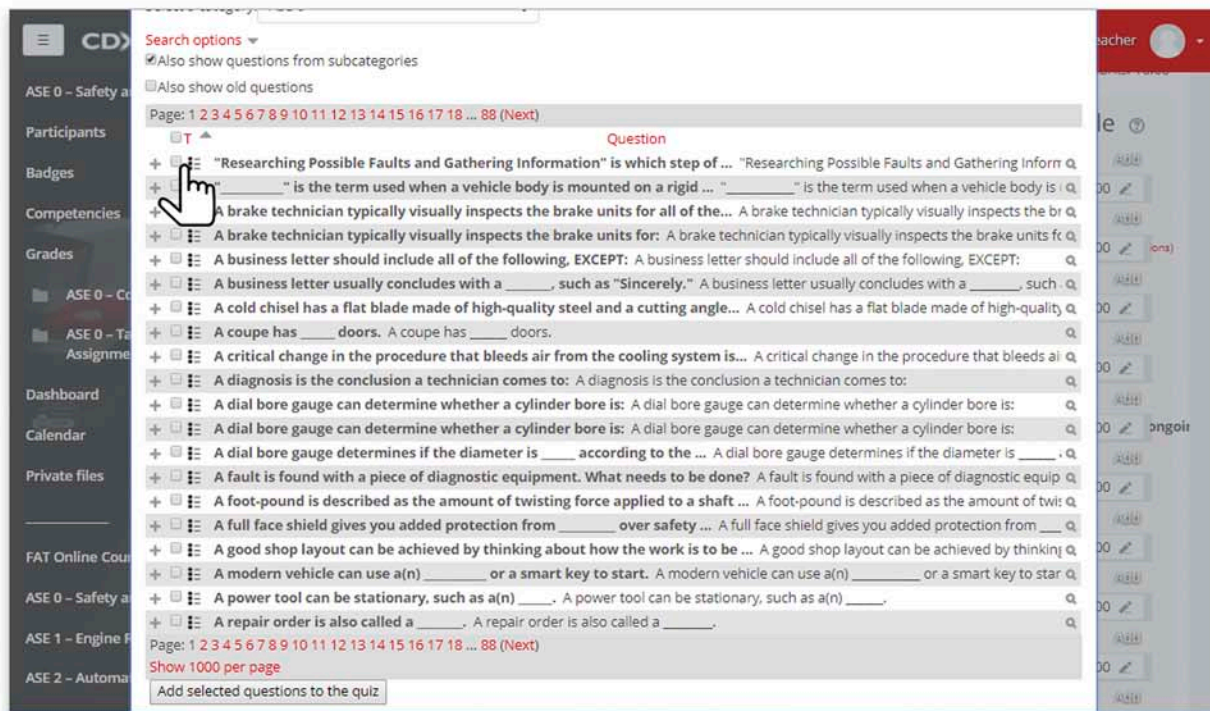 Search options
Also show questions from subcategories
Also show old questions
Page: 1 2 3 4 5 6 7 8 9 10 11 12 13 14 15 16 17 18 ... 88 (Next)
T Question
"Researching Possible Faults and Gathering Information" is which step of ... "Researching Possible Faults and Gathering Inform
"__________" is the term used when a vehicle body is mounted on a rigid ... "__________" is the term used when a vehicle body is
A brake technician typically visually inspects the brake units for all of the... A brake technician typically visually inspects the br
A brake technician typically visually inspects the brake units for: A brake technician typically visually inspects the brake units fo
A business letter should include all of the following, EXCEPT: A business letter should include all of the following, EXCEPT:
A business letter usually concludes with a _______, such as "Sincerely." A business letter usually concludes with a _______, such
A cold chisel has a flat blade made of high-quality steel and a cutting angle... A cold chisel has a flat blade made of high-quality
A coupe has _____ doors. A coupe has _____ doors.
A critical change in the procedure that bleeds air from the cooling system is... A critical change in the procedure that bleeds ai
A diagnosis is the conclusion a technician comes to: A diagnosis is the conclusion a technician comes to:
A dial bore gauge can determine whether a cylinder bore is: A dial bore gauge can determine whether a cylinder bore is:
A dial bore gauge can determine whether a cylinder bore is: A dial bore gauge can determine whether a cylinder bore is:
A dial bore gauge determines if the diameter is _____ according to the ... A dial bore gauge determines if the diameter is _____
A fault is found with a piece of diagnostic equipment. What needs to be done? A fault is found with a piece of diagnostic equip
A foot-pound is described as the amount of twisting force applied to a shaft ... A foot-pound is described as the amount of twis
A full face shield gives you added protection from ________ over safety ... A full face shield gives you added protection from ___
A good shop layout can be achieved by thinking about how the work is to be ... A good shop layout can be achieved by thinking
A modern vehicle can use a(n) __________ or a smart key to start. A modern vehicle can use a(n) __________ or a smart key to star
A power tool can be stationary, such as a(n) _____. A power tool can be stationary, such as a(n) _____.
A repair order is also called a _______. A repair order is also called a _______.
Page: 1 2 3 4 5 6 7 8 9 10 11 12 13 14 15 16 17 18 ... 88 (Next)
Show 1000 per page
Add selected questions to the quiz
CDX
ASE 0 – Safety a
Participants
Badges
Competencies
Grades
ASE 0 – Co
ASE 0 – Ta
Assignme
Dashboard
Calendar
Private files
FAT Online Cou
ASE 0 – Safety a
ASE 1 – Engine R
ASE 2 – Automa
eacher
le
ons)
ongoin